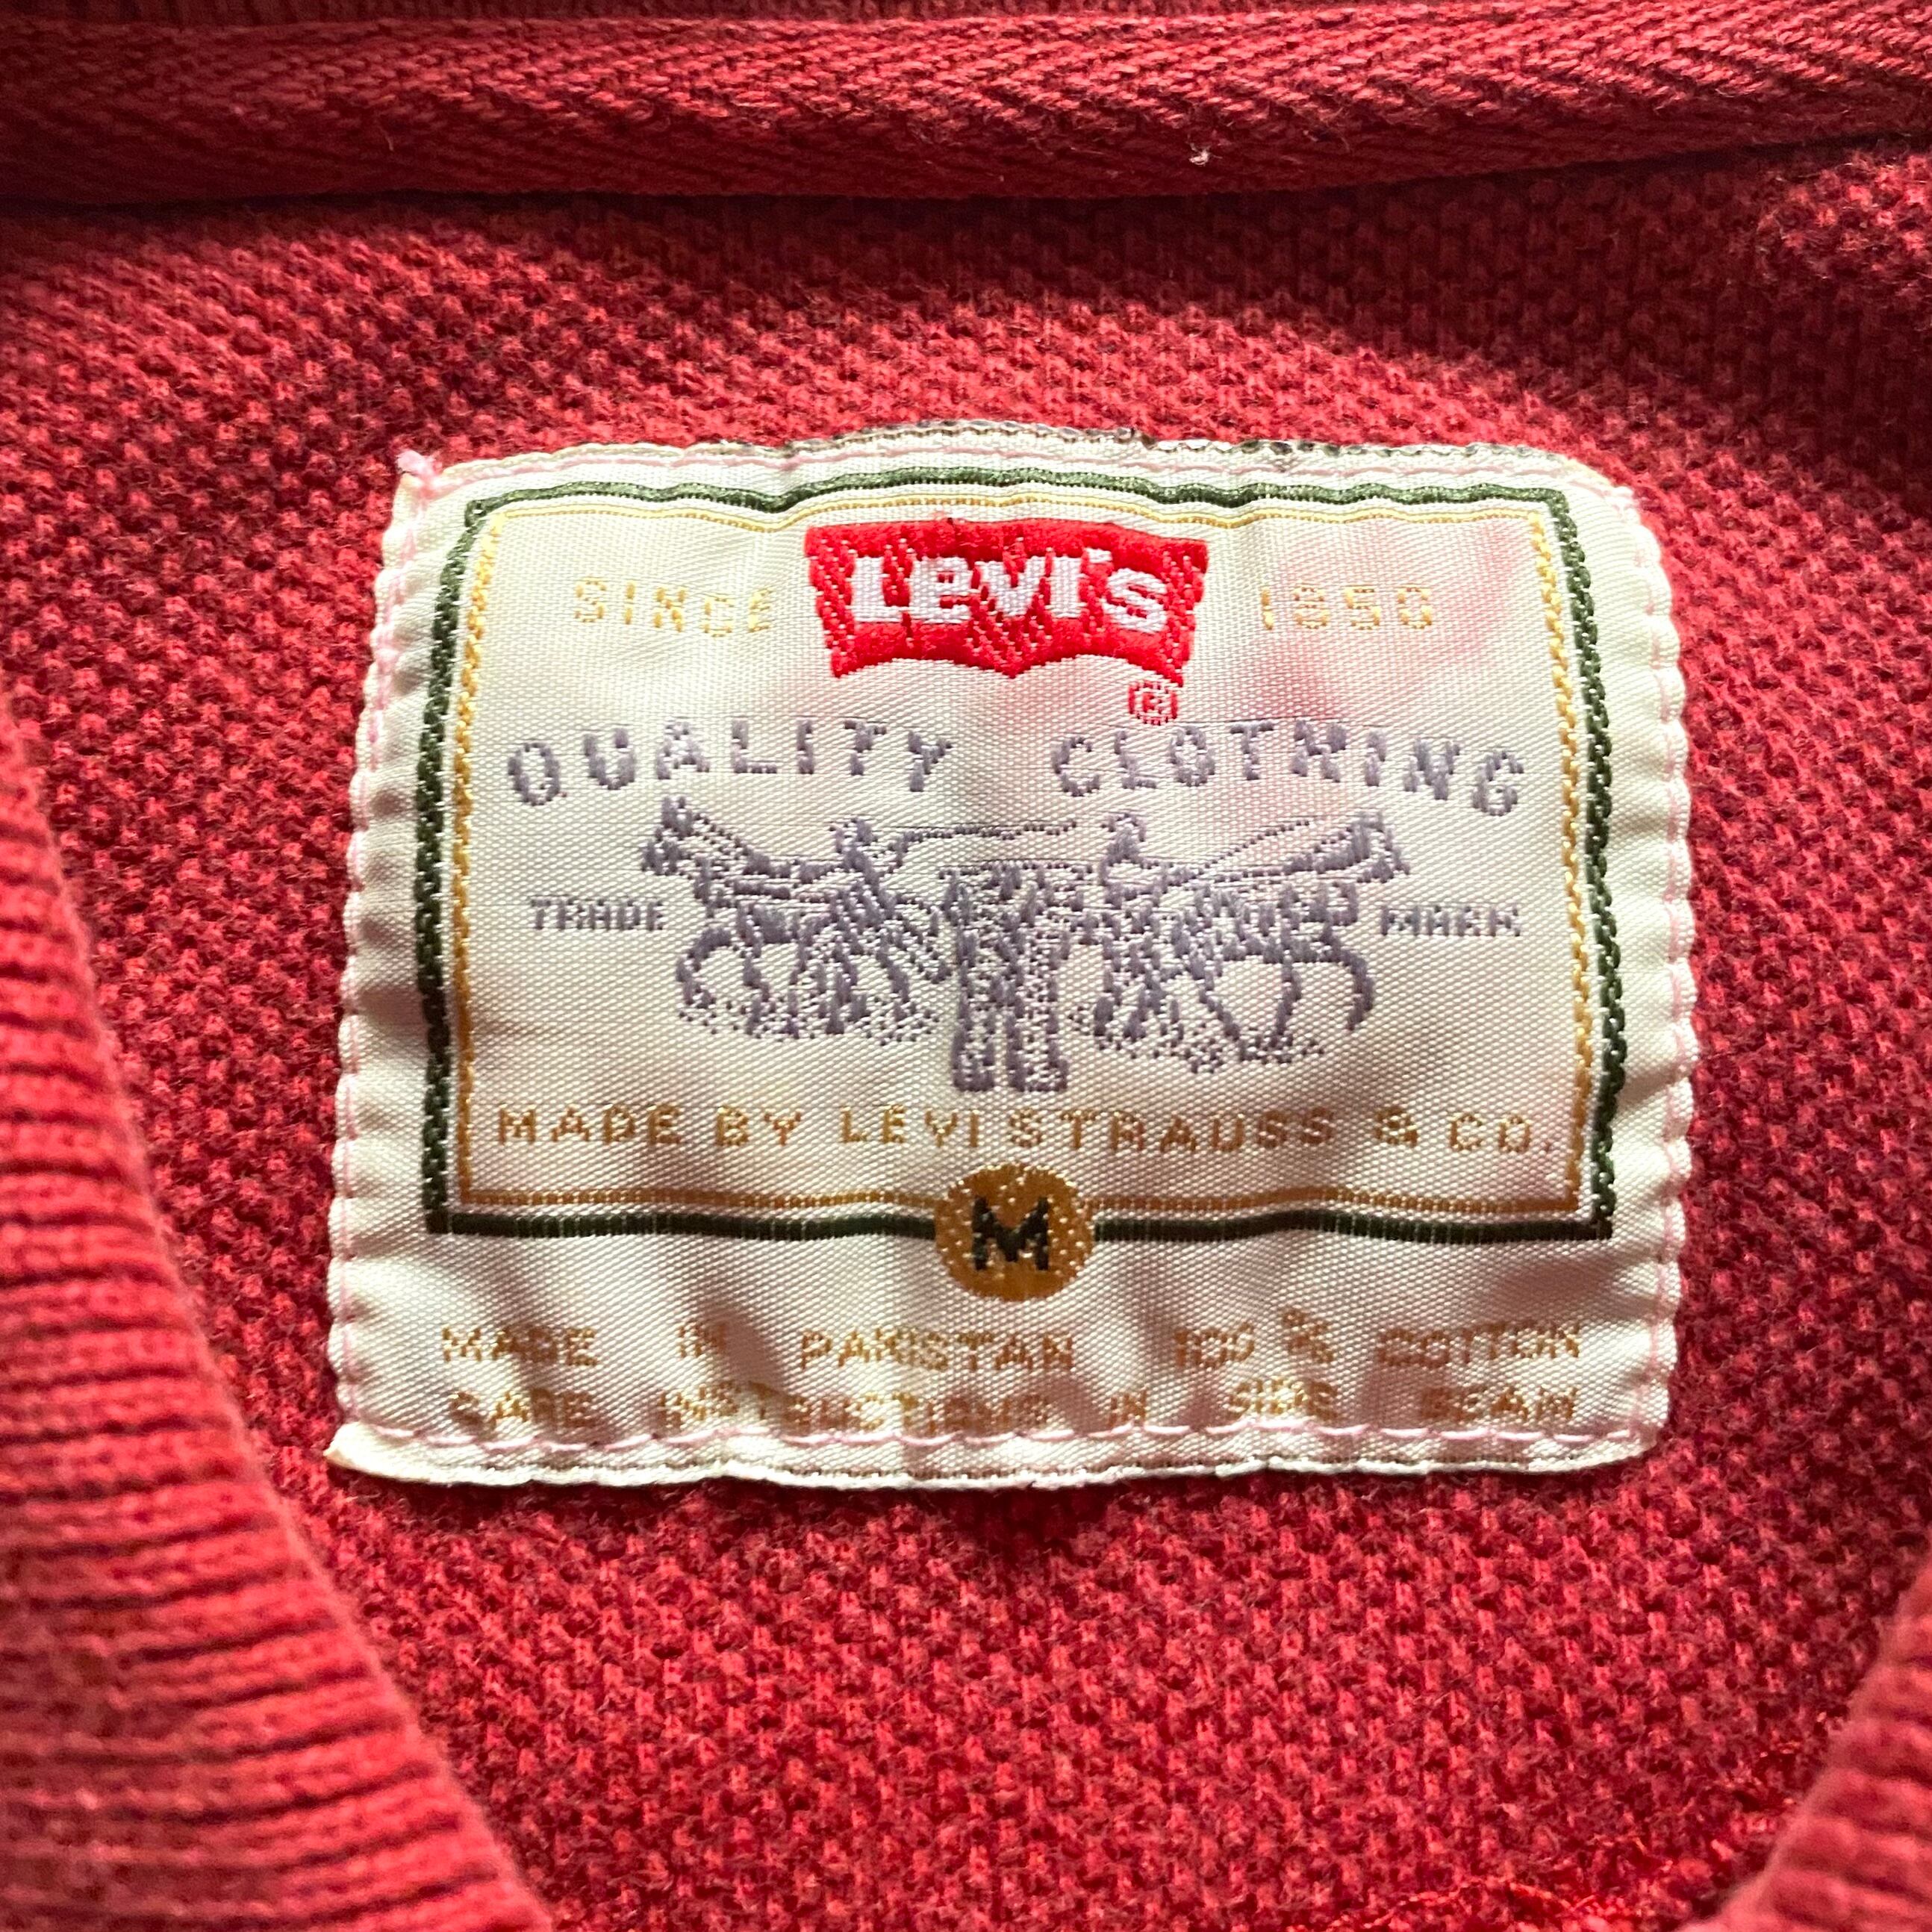 SINCE Levi's 1850
®
QUALITY CLOTHING
TRADE MARK
MADE BY LEVI STRAUSS & CO.
M
MADE IN PAKISTAN 100% COTTON
CARE INSTRUCTIONS IN SIDE SEAM